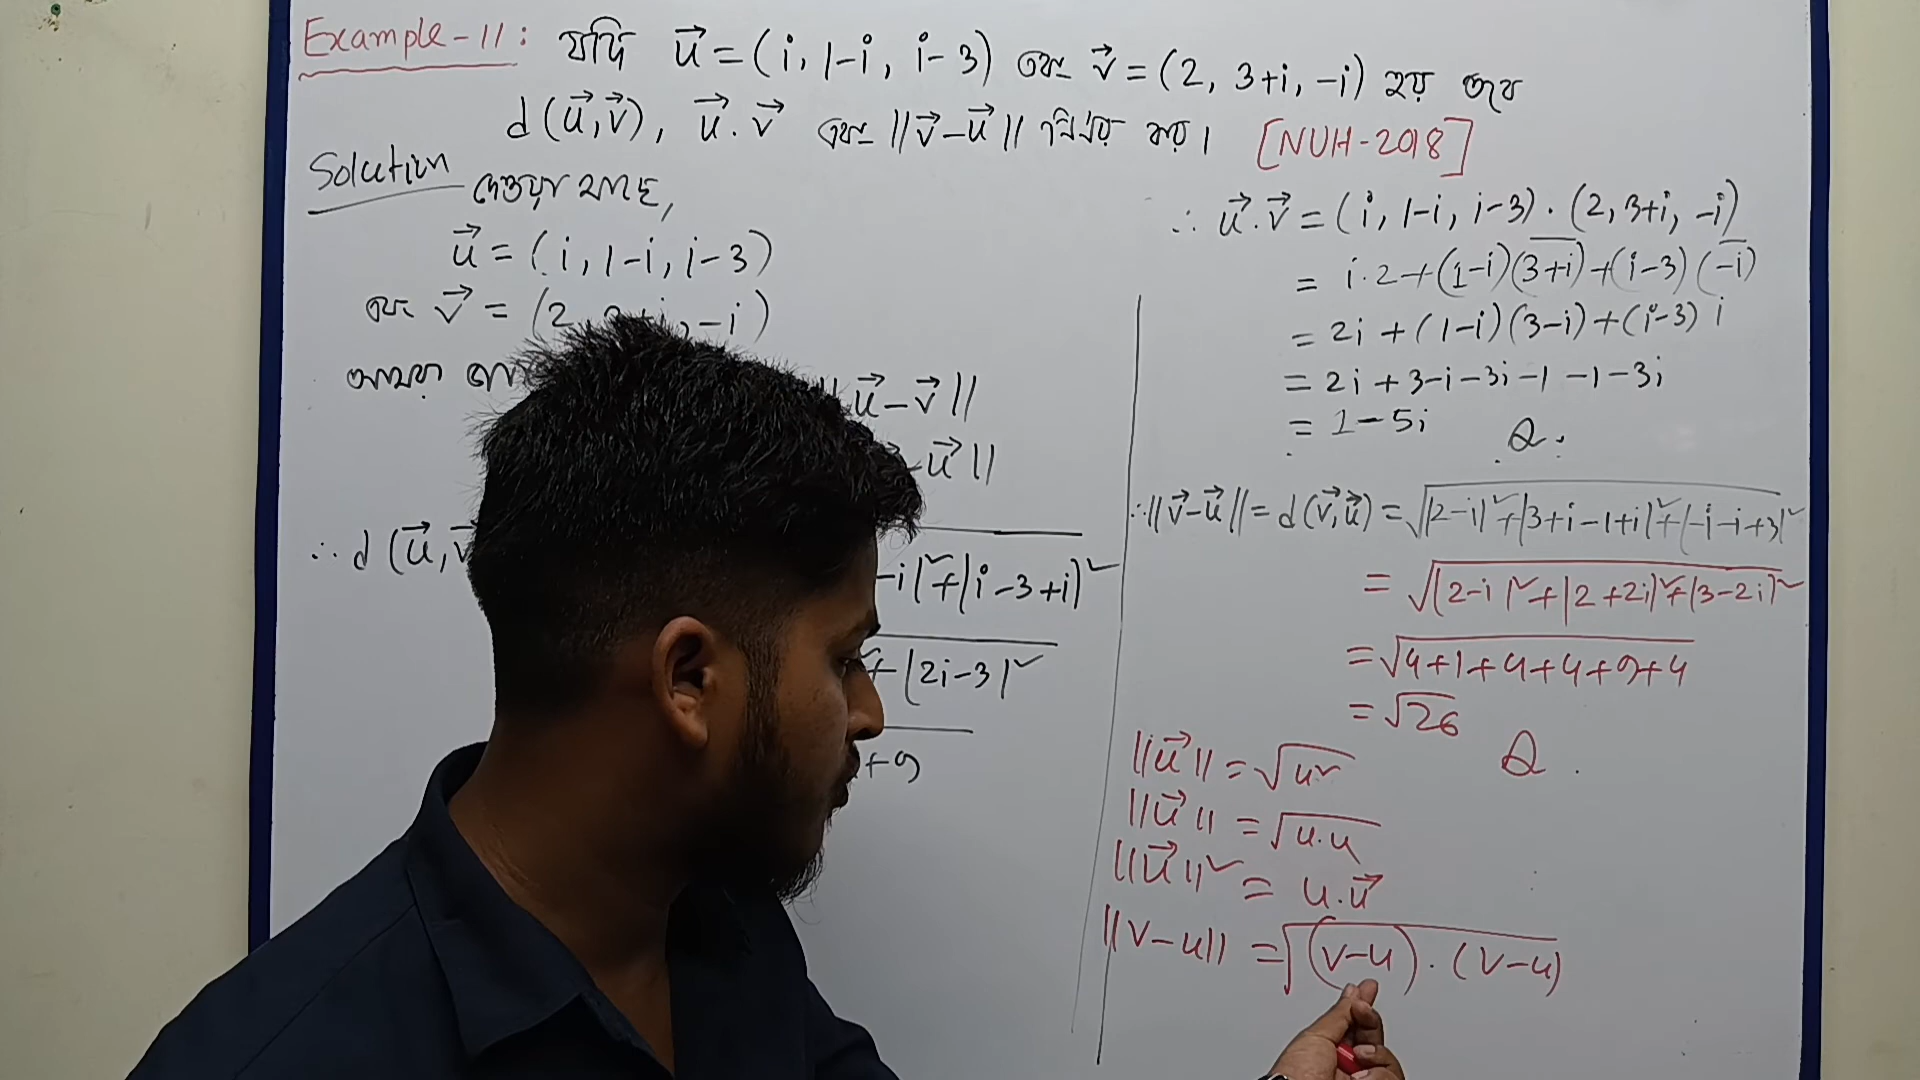 Example-11: যদি u⃗ = (i, 1-i, i-3) এবং v⃗ = (2, 3+i, -i) হয় তবে
d(u⃗,v⃗), u⃗.v⃗ এবং ||v⃗-u⃗|| নির্ণয় কর। [NUH-2018]
Solution দেওয়া আছে,
u⃗ = (i, 1-i, i-3)
এবং v⃗ = (2, 3+i, -i)
আমরা
u⃗-v⃗||
-u⃗||
∴ d(u⃗,v⃗
-i|²+|i-3+i|²
+|2i-3|²
+9
∴ u⃗.v⃗ = (i, 1-i, i-3).(2, 3+i, -i)
= i.2+(1-i)(3+i)̅+(i-3)(-i)̅
= 2i+(1-i)(3-i)+(i-3)i
= 2i+3-i-3i-1-1-3i
= 1-5i
∴ ||v⃗-u⃗|| = d(v⃗,u⃗) = √|2-i|²+|3+i-1+i|²+|-i-i+3|²
= √|2-i|²+|2+2i|²+|3-2i|²
= √4+1+4+4+9+4
= √26
||u⃗|| = √u²
||u⃗|| = √u.u
||u⃗||² = u.u⃗
||v-u|| = √(v-u).(v-u)